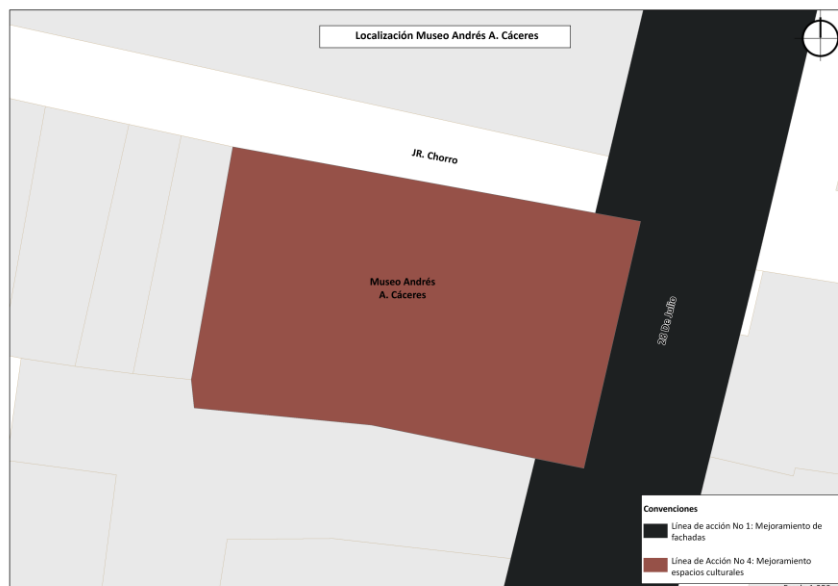 Localización Museo Andrés A. Cáceres
JR. Chorro
Museo Andrés
A. Cáceres
28 De Julio
Convenciones
Línea de acción No 1: Mejoramiento de
fachadas
Línea de Acción No 4: Mejoramiento
espacios culturales